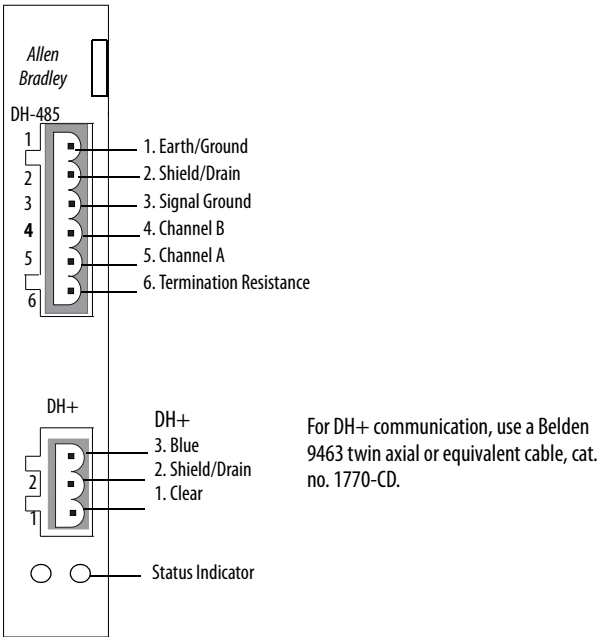 Allen
Bradley
DH-485
1
2
3
4
5
6
1. Earth/Ground
2. Shield/Drain
3. Signal Ground
4. Channel B
5. Channel A
6. Termination Resistance
DH+
2
1
DH+
3. Blue
2. Shield/Drain
1. Clear
For DH+ communication, use a Belden
9463 twin axial or equivalent cable, cat.
no. 1770-CD.
Status Indicator